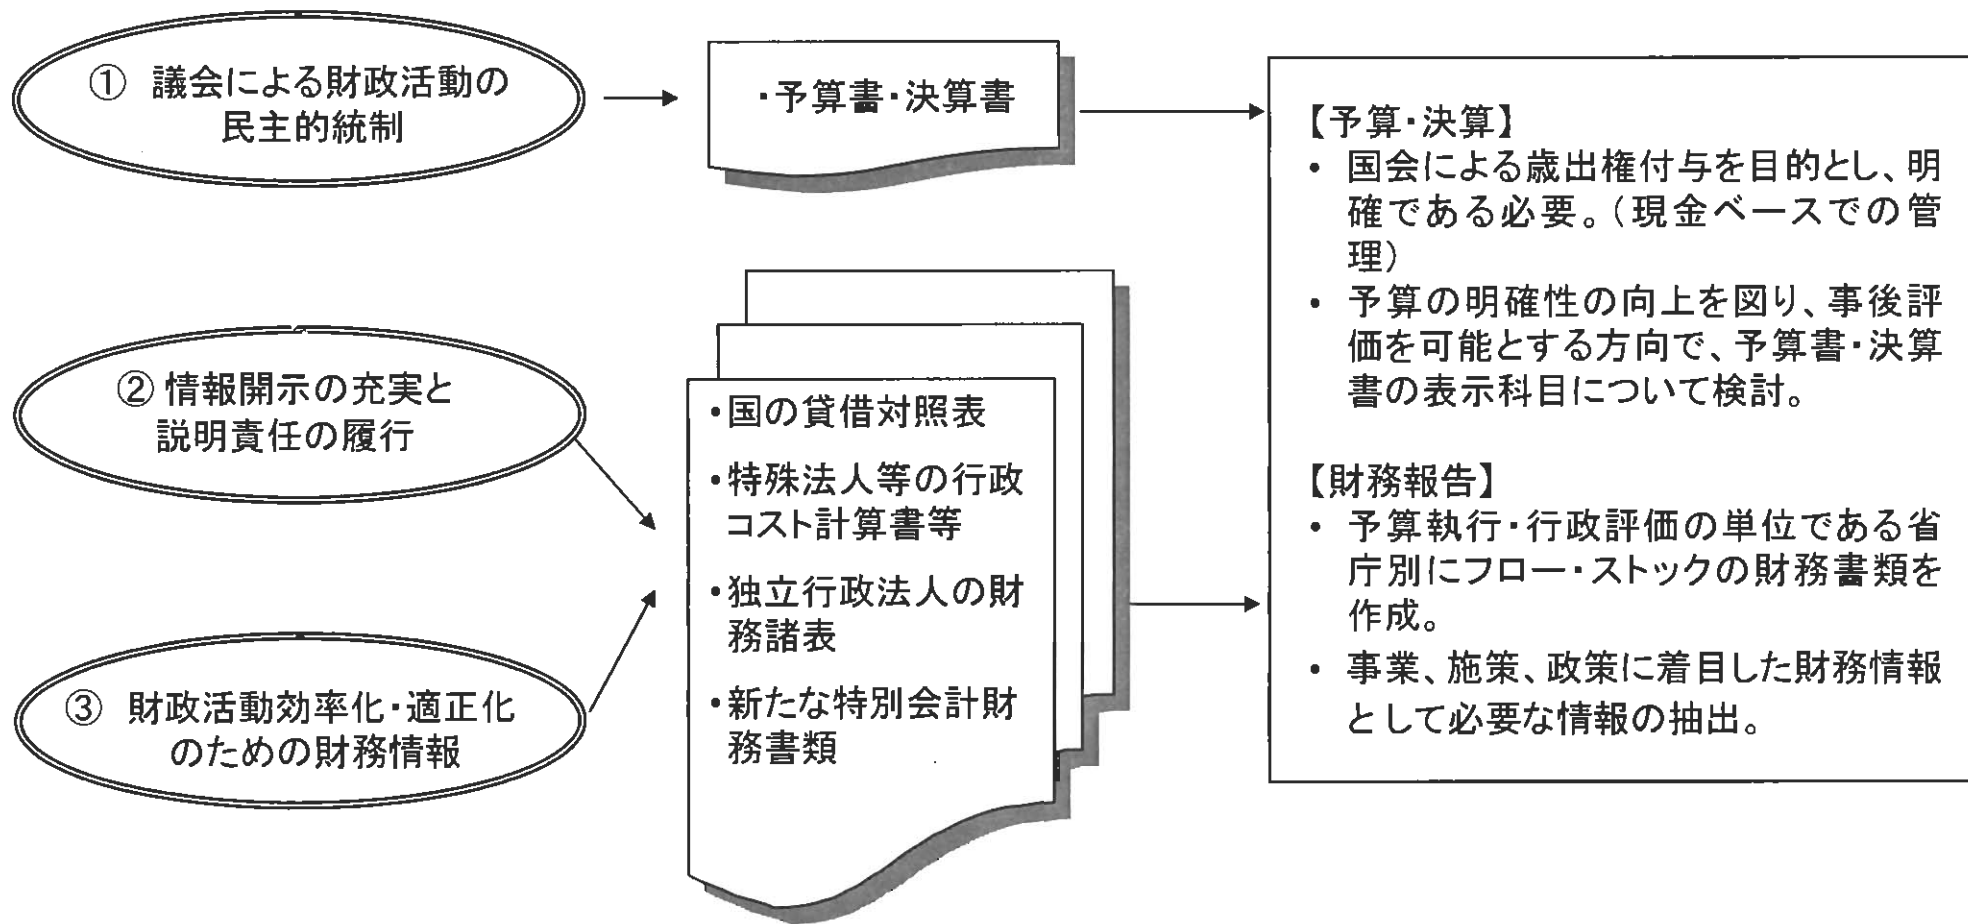 ① 議会による財政活動の
民主的統制
・予算書・決算書
② 情報開示の充実と
説明責任の履行
③ 財政活動効率化・適正化
のための財務情報
・国の貸借対照表
・特殊法人等の行政
コスト計算書等
・独立行政法人の財
務諸表
・新たな特別会計財
務書類
【予算・決算】
• 国会による歳出権付与を目的とし、明
確である必要。（現金ベースでの管
理）
• 予算の明確性の向上を図り、事後評
価を可能とする方向で、予算書・決算
書の表示科目について検討。
【財務報告】
• 予算執行・行政評価の単位である省
庁別にフロー・ストックの財務書類を
作成。
• 事業、施策、政策に着目した財務情報
として必要な情報の抽出。